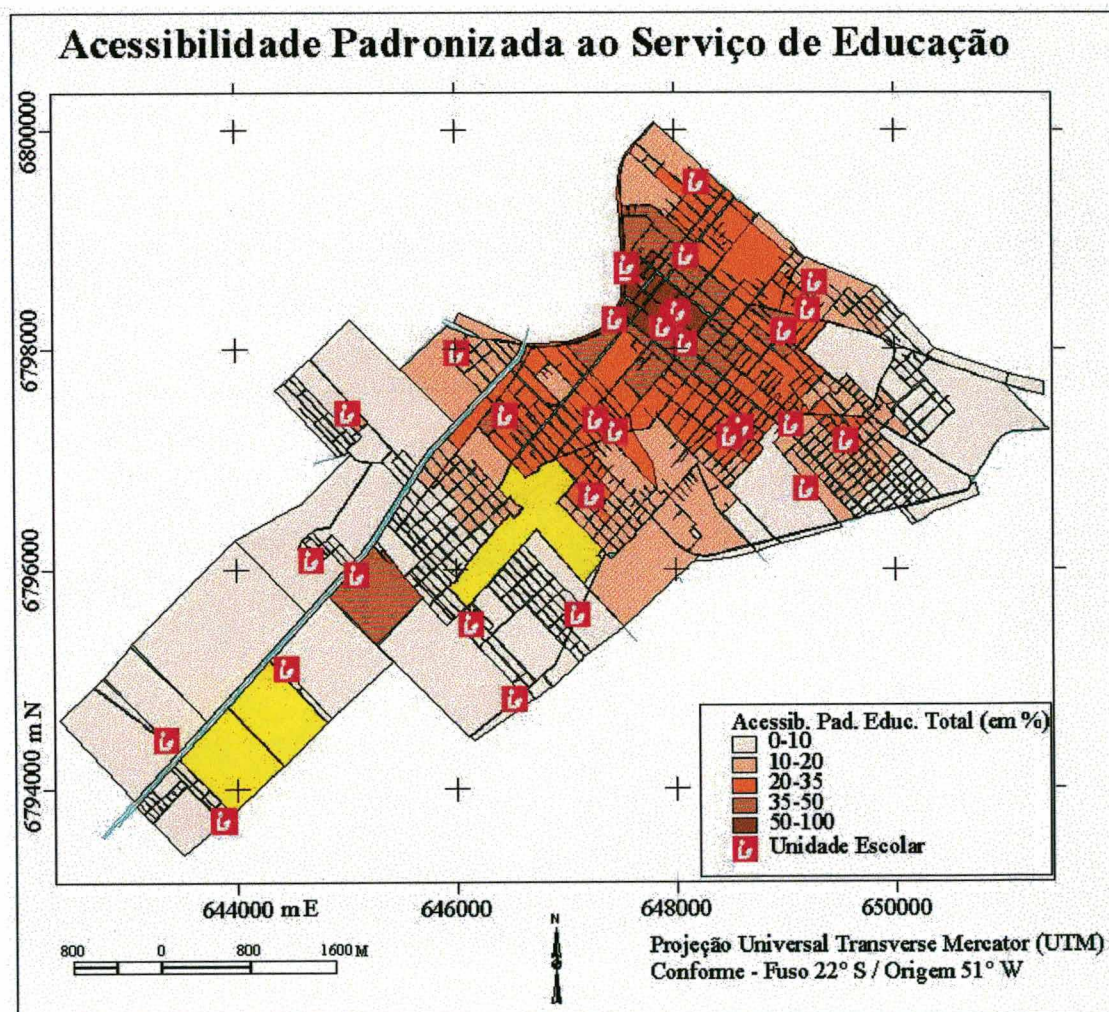 Acessibilidade Padronizada ao Serviço de Educação
6800000
6798000
6796000
6794000 m N
Acessib. Pad. Educ. Total (em %)
0-10
10-20
20-35
35-50
50-100
Unidade Escolar
644000 mE
646000
648000
650000
800
0
800
1600 M
N
Projeção Universal Transverse Mercator (UTM)
Conforme - Fuso 22° S / Origem 51° W